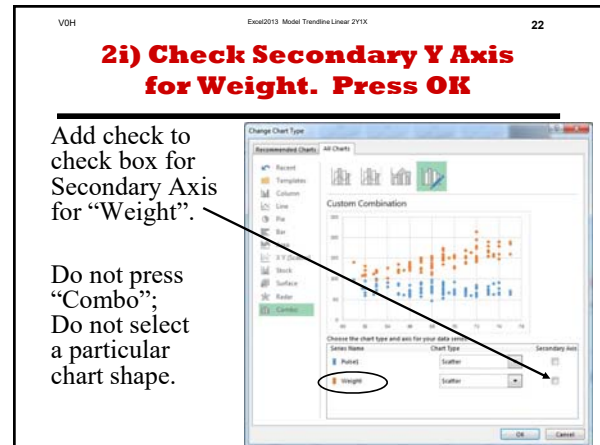 V0H
Excel2013 Model Trendline Linear 2Y1X
22
2i) Check Secondary Y Axis
for Weight. Press OK
Add check to
check box for
Secondary Axis
for “Weight”.
Do not press
“Combo”;
Do not select
a particular
chart shape.
Change Chart Type
Recommended Charts
All Charts
Recent
Templates
Column
Line
Pie
Bar
Stock
Surface
Radar
Combo
Custom Combination
Choose the chart type and axis for your data series:
Series Name
Chart Type
Secondary Axis
Pulse1
Scatter
Weight
Scatter
OK
Cancel